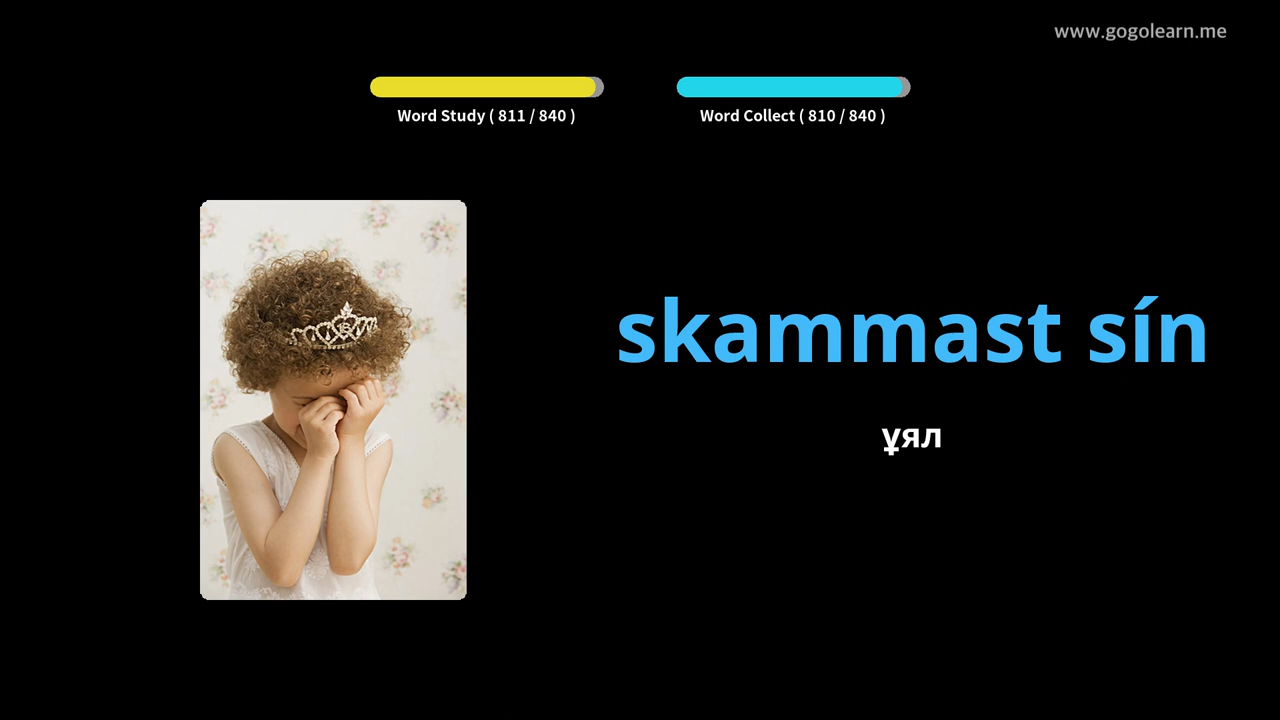 www.gogolearn.me
Word Study ( 811 / 840 )
Word Collect ( 810 / 840 )
skammast sín
ұял